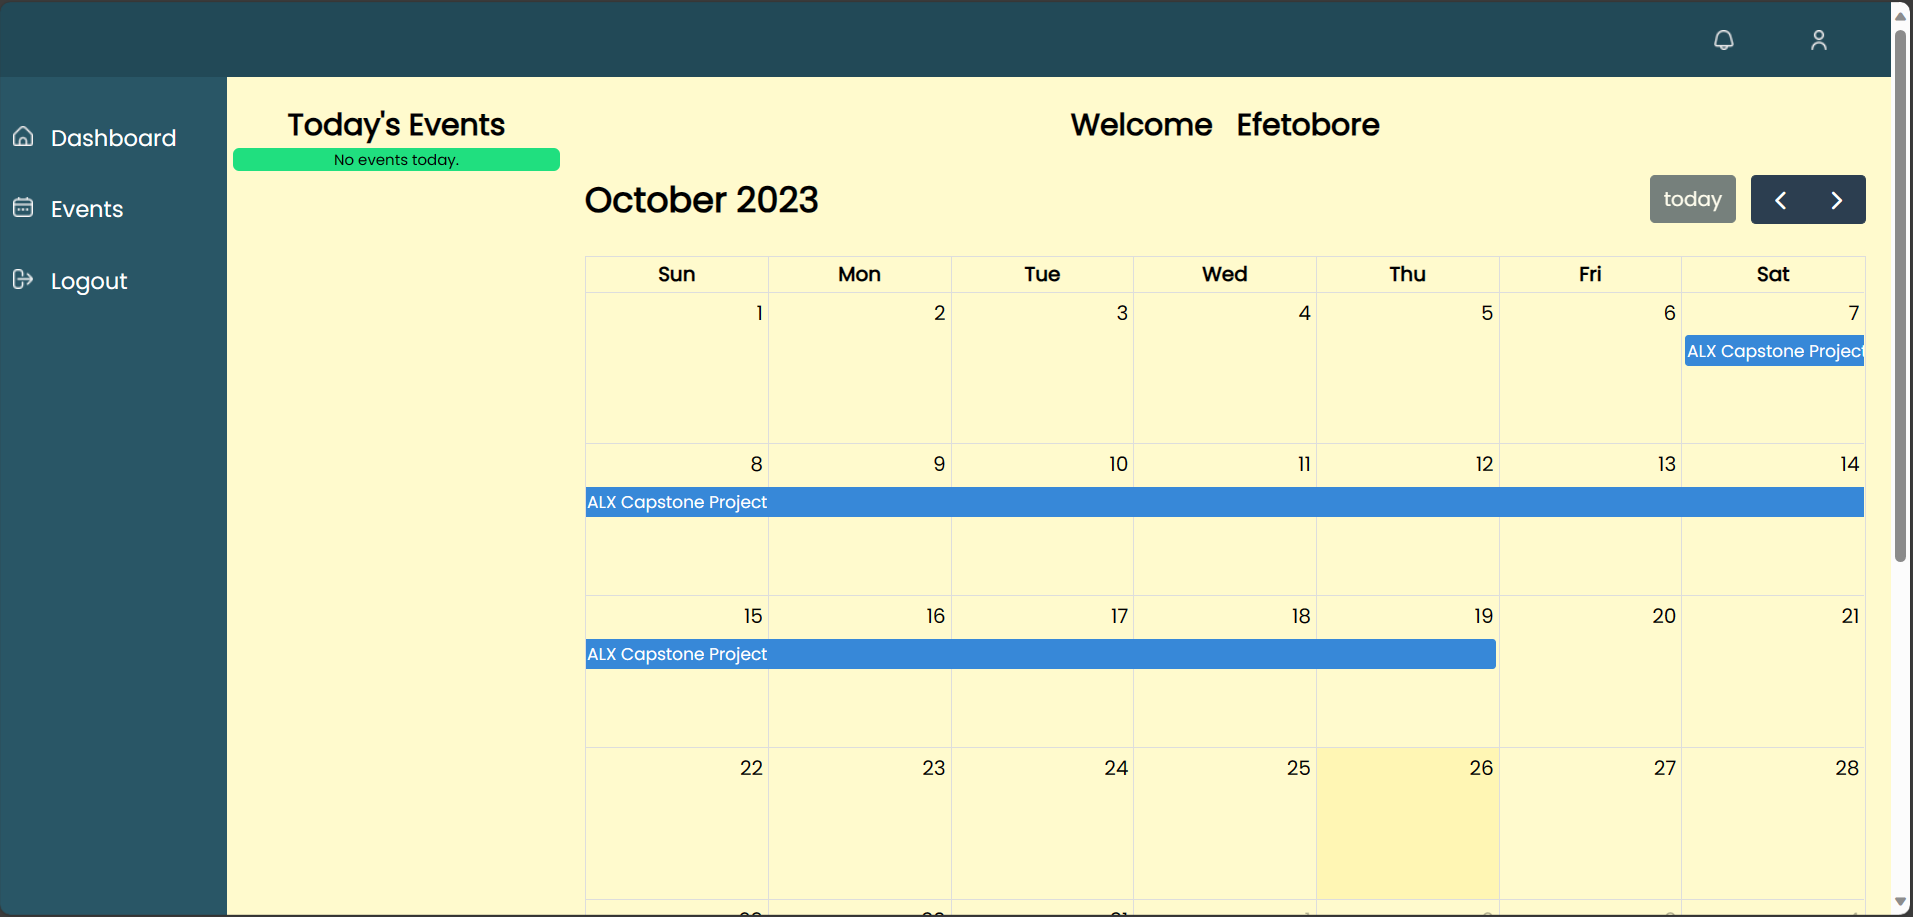 Dashboard
Events
Logout
Today's Events
No events today.
Welcome Efetobore
October 2023
today
Sun Mon Tue Wed Thu Fri Sat
1 2 3 4 5 6 7
ALX Capstone Project
8 9 10 11 12 13 14
ALX Capstone Project
15 16 17 18 19 20 21
ALX Capstone Project
22 23 24 25 26 27 28